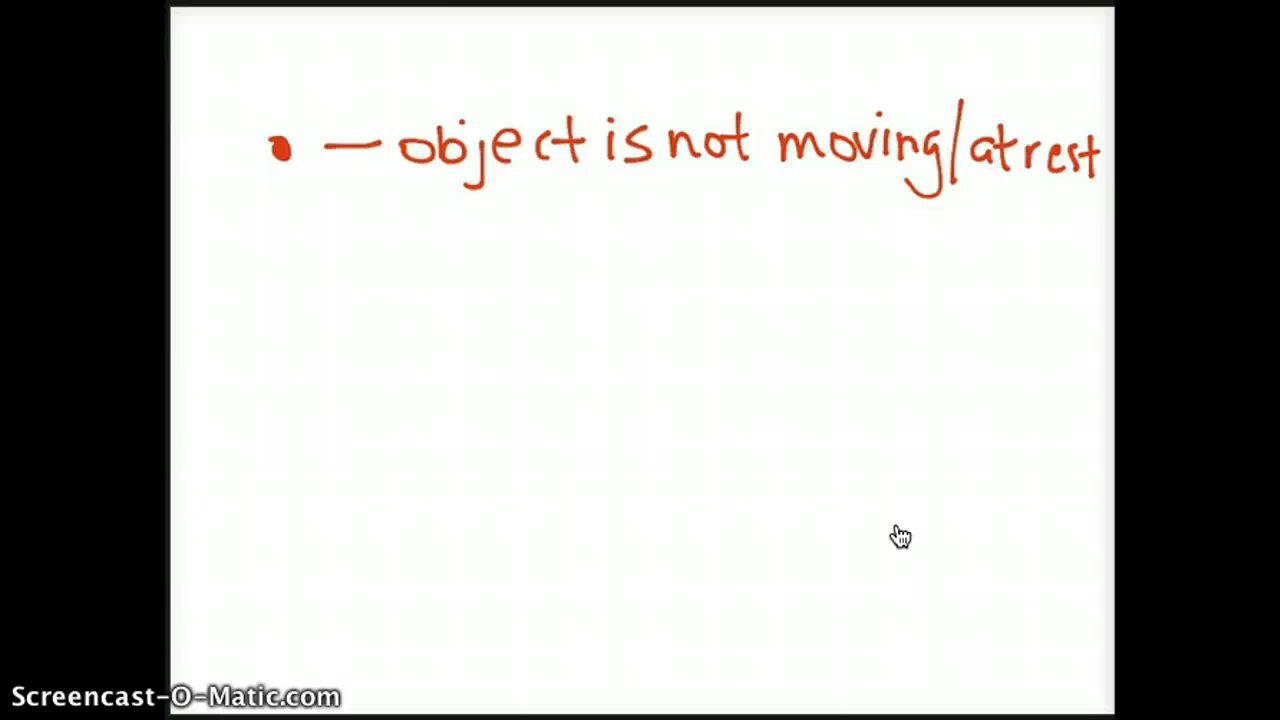 • — object is not moving/at rest
Screencast-O-Matic.com